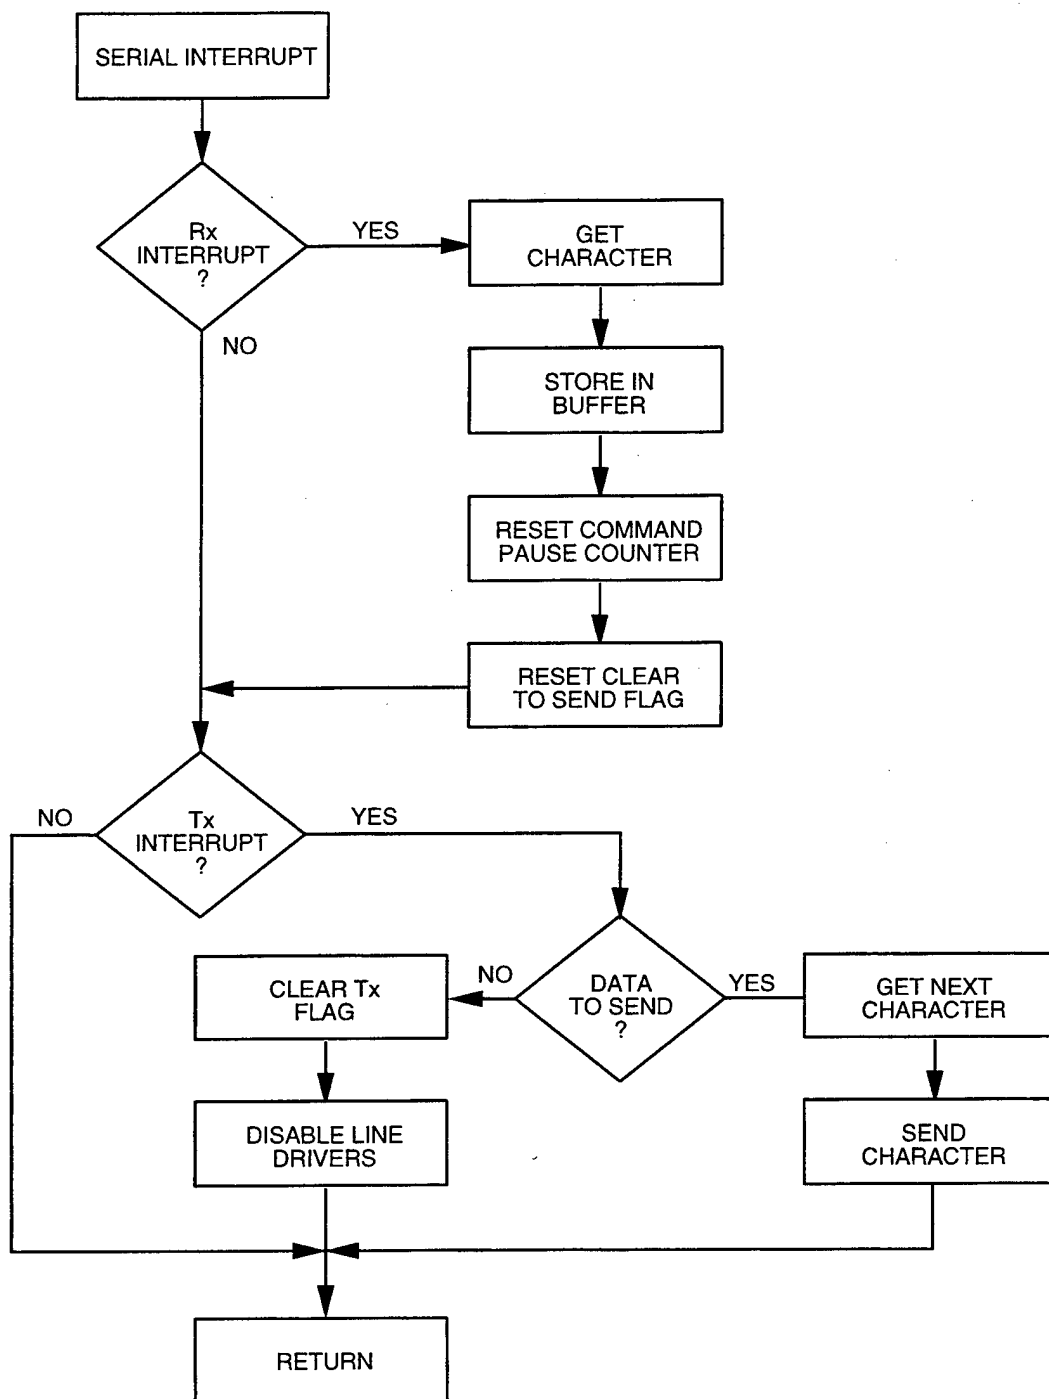 SERIAL INTERRUPT
Rx
INTERRUPT
?
YES
NO
GET
CHARACTER
STORE IN
BUFFER
RESET COMMAND
PAUSE COUNTER
RESET CLEAR
TO SEND FLAG
NO
Tx
INTERRUPT
?
YES
CLEAR Tx
FLAG
NO
DATA
TO SEND
?
YES
GET NEXT
CHARACTER
DISABLE LINE
DRIVERS
SEND
CHARACTER
RETURN